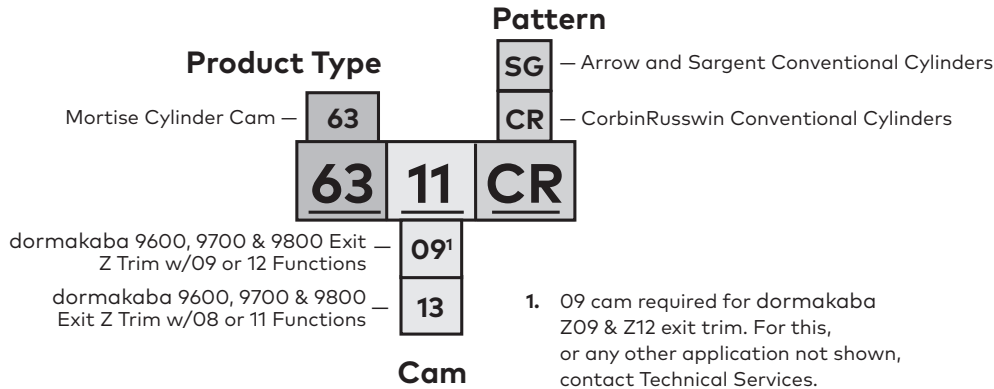 Pattern
Product Type
SG
— Arrow and Sargent Conventional Cylinders
Mortise Cylinder Cam —
63
CR
— CorbinRusswin Conventional Cylinders
63 11 CR
dormakaba 9600, 9700 & 9800 Exit —
Z Trim w/09 or 12 Functions
09¹
dormakaba 9600, 9700 & 9800 —
Exit Z Trim w/08 or 11 Functions
13
Cam
1. 09 cam required for dormakaba
Z09 & Z12 exit trim. For this,
or any other application not shown,
contact Technical Services.